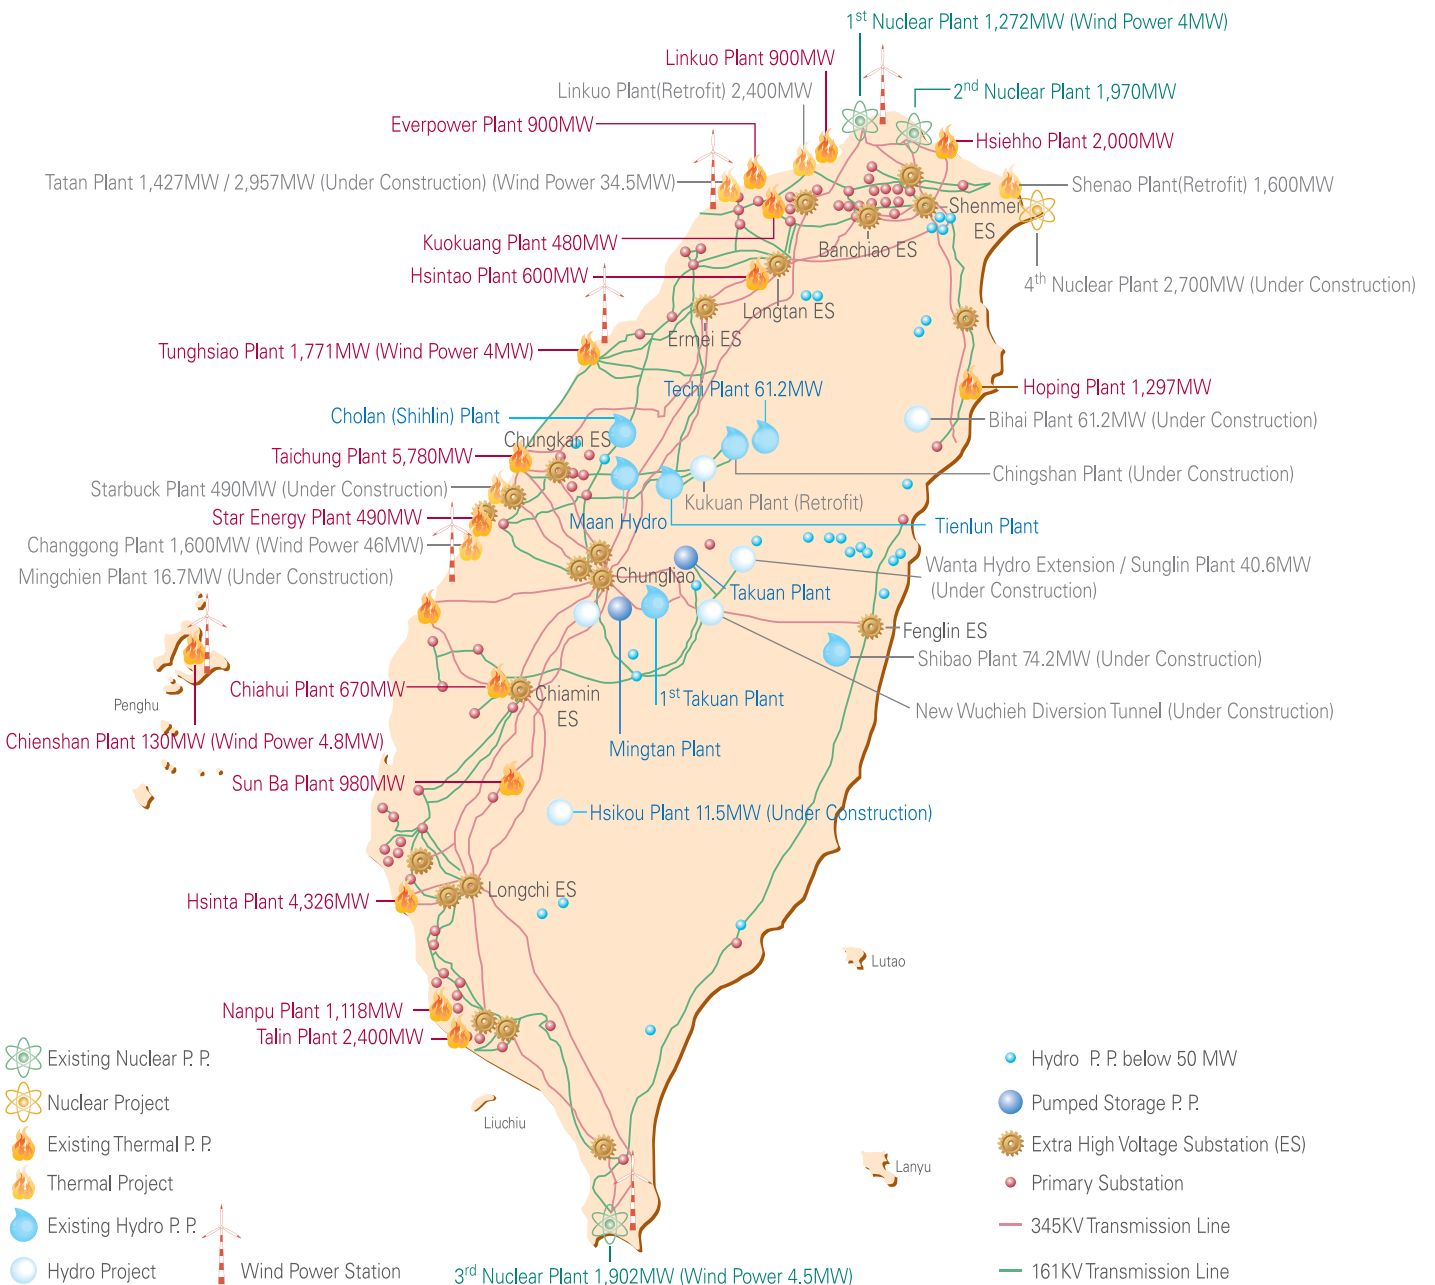 1st Nuclear Plant 1,272MW (Wind Power 4MW)
Linkuo Plant 900MW
Linkuo Plant(Retrofit) 2,400MW
2nd Nuclear Plant 1,970MW
Everpower Plant 900MW
Hsiehho Plant 2,000MW
Tatan Plant 1,427MW / 2,957MW (Under Construction) (Wind Power 34.5MW)
Shenao Plant(Retrofit) 1,600MW
Shenmei
ES
Kuokuang Plant 480MW
Banchiao ES
Hsintao Plant 600MW
4th Nuclear Plant 2,700MW (Under Construction)
Longtan ES
Ermei ES
Tunghsiao Plant 1,771MW (Wind Power 4MW)
Techi Plant 61.2MW
Hoping Plant 1,297MW
Cholan (Shihlin) Plant
Bihai Plant 61.2MW (Under Construction)
Chungkan ES
Taichung Plant 5,780MW
Chingshan Plant (Under Construction)
Starbuck Plant 490MW (Under Construction)
Kukuan Plant (Retrofit)
Star Energy Plant 490MW
Maan Hydro
Tienlun Plant
Changgong Plant 1,600MW (Wind Power 46MW)
Mingchien Plant 16.7MW (Under Construction)
Chungliao
Wanta Hydro Extension / Sunglin Plant 40.6MW
(Under Construction)
Takuan Plant
Fenglin ES
Shibao Plant 74.2MW (Under Construction)
Chiahui Plant 670MW
Chiamin
ES
1st Takuan Plant
Penghu
New Wuchieh Diversion Tunnel (Under Construction)
Chienshan Plant 130MW (Wind Power 4.8MW)
Mingtan Plant
Sun Ba Plant 980MW
Hsikou Plant 11.5MW (Under Construction)
Longchi ES
Hsinta Plant 4,326MW
Lutao
Nanpu Plant 1,118MW
Talin Plant 2,400MW
Liuchiu
Lanyu
3rd Nuclear Plant 1,902MW (Wind Power 4.5MW)
Existing Nuclear P. P.
Nuclear Project
Existing Thermal P. P.
Thermal Project
Existing Hydro P. P.
Hydro Project
Wind Power Station
Hydro P. P. below 50 MW
Pumped Storage P. P.
Extra High Voltage Substation (ES)
Primary Substation
345KV Transmission Line
161KV Transmission Line